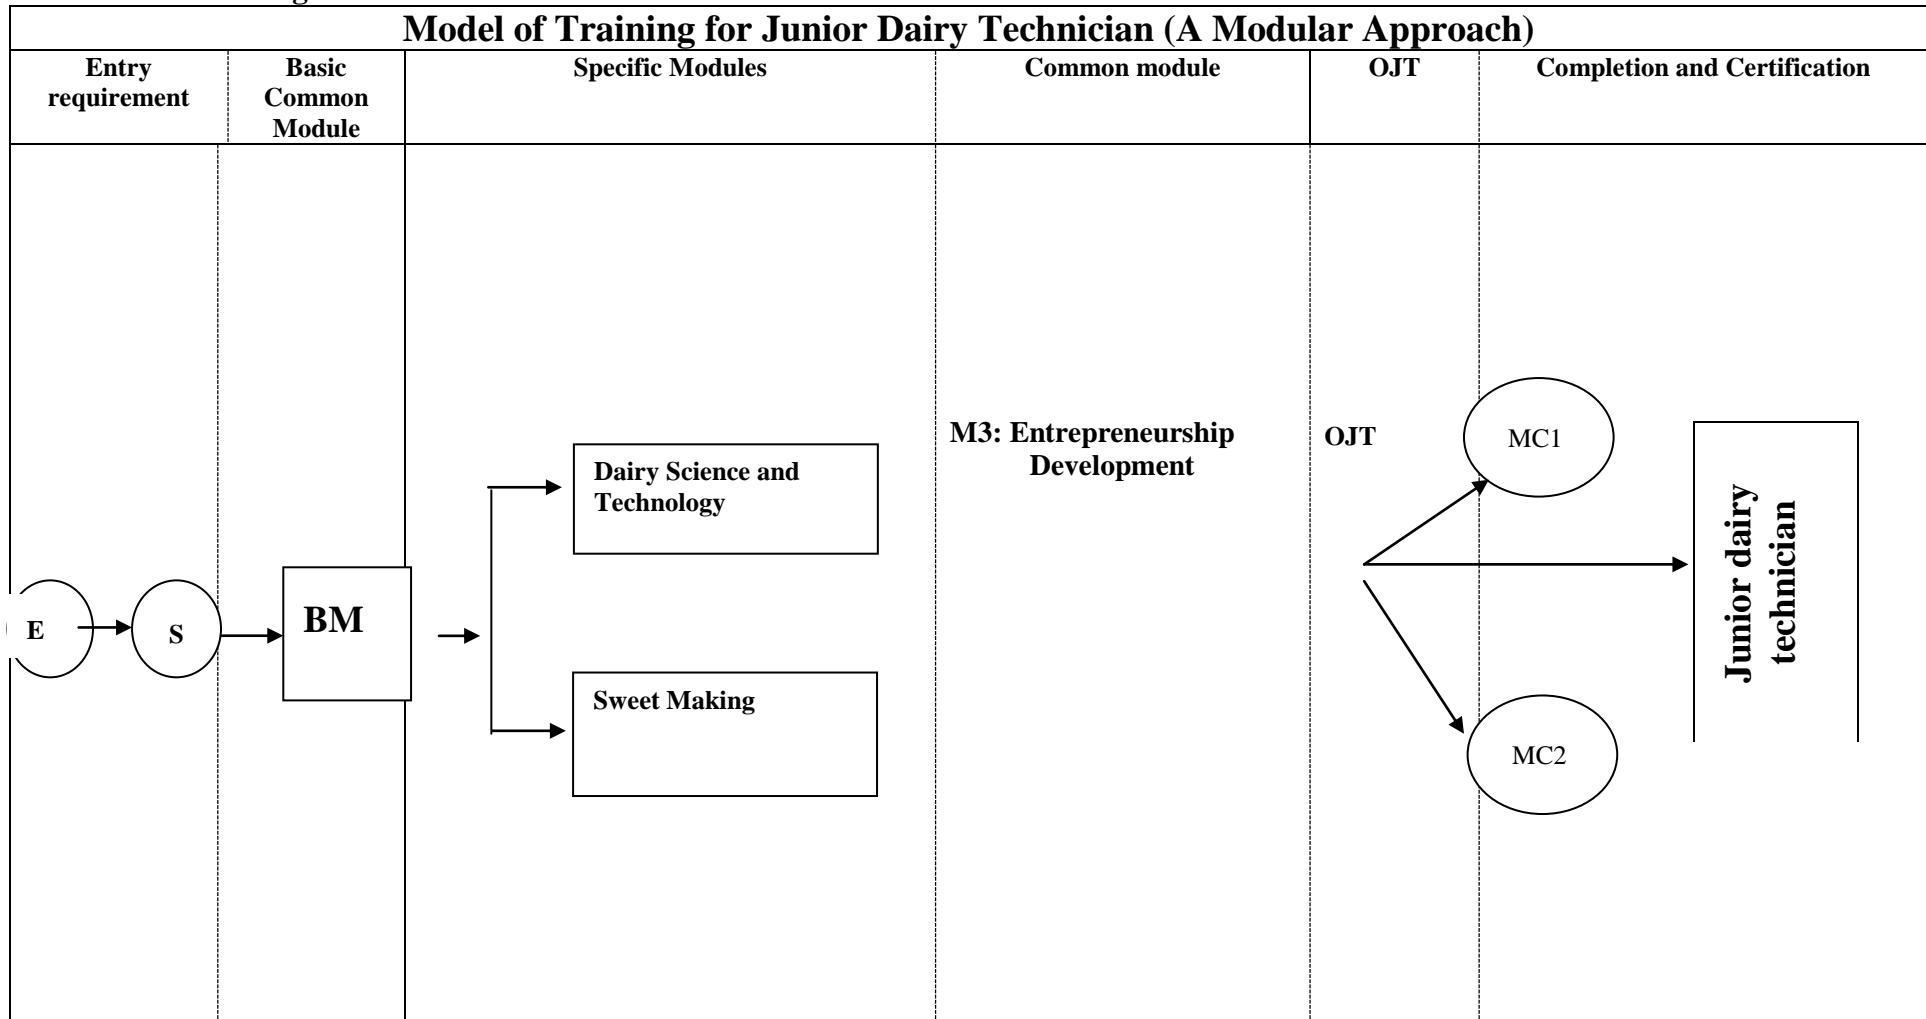 Model of Training for Junior Dairy Technician (A Modular Approach)
Entry
requirement
Basic
Common
Module
Specific Modules
Common module
OJT
Completion and Certification
M3: Entrepreneurship
Development
OJT
MC1
Dairy Science and
Technology
E
S
BM
Sweet Making
MC2
Junior dairy
technician